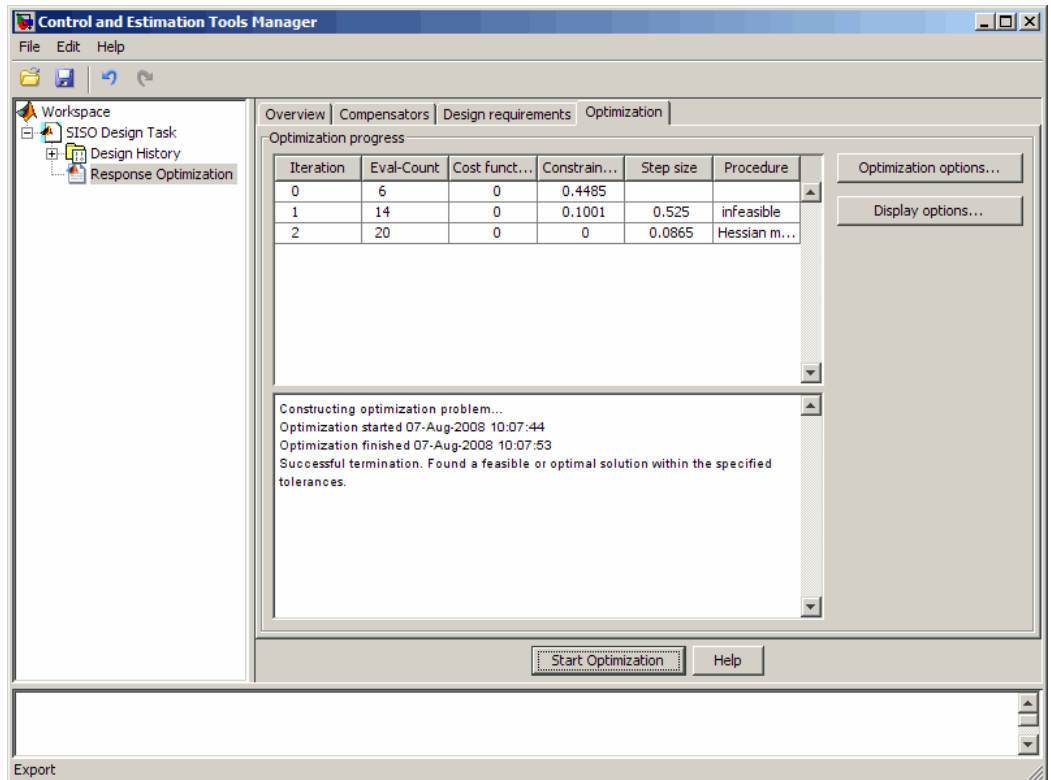 Control and Estimation Tools Manager
File Edit Help
Workspace
SISO Design Task
Design History
Response Optimization
Overview Compensators Design requirements Optimization
Optimization progress
Iteration Eval-Count Cost funct... Constrain... Step size Procedure
0 6 0 0.4485
1 14 0 0.1001 0.525 infeasible
2 20 0 0 0.0865 Hessian m...
Optimization options...
Display options...
Constructing optimization problem...
Optimization started 07-Aug-2008 10:07:44
Optimization finished 07-Aug-2008 10:07:53
Successful termination. Found a feasible or optimal solution within the specified
tolerances.
Start Optimization Help
Export